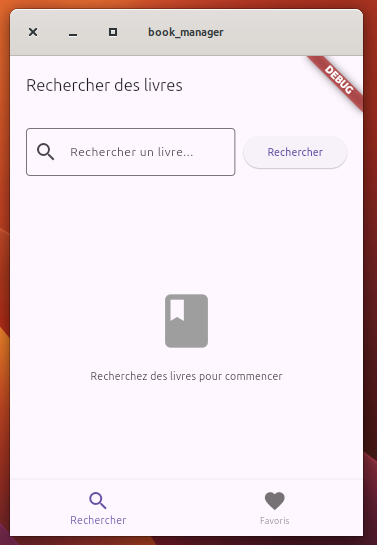 book_manager
DEBUG
Rechercher des livres
Rechercher un livre...
Rechercher
Recherchez des livres pour commencer
Rechercher
Favoris